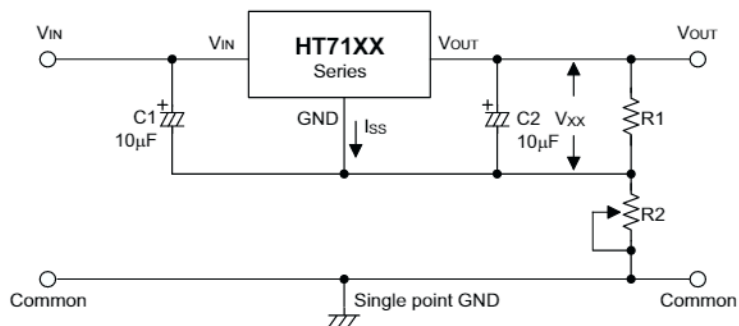 VIN
VIN
HT71XX
Series
VOUT
VOUT
C1
10μF
GND
ISS
C2
10μF
VXX
R1
R2
Common
Single point GND
Common